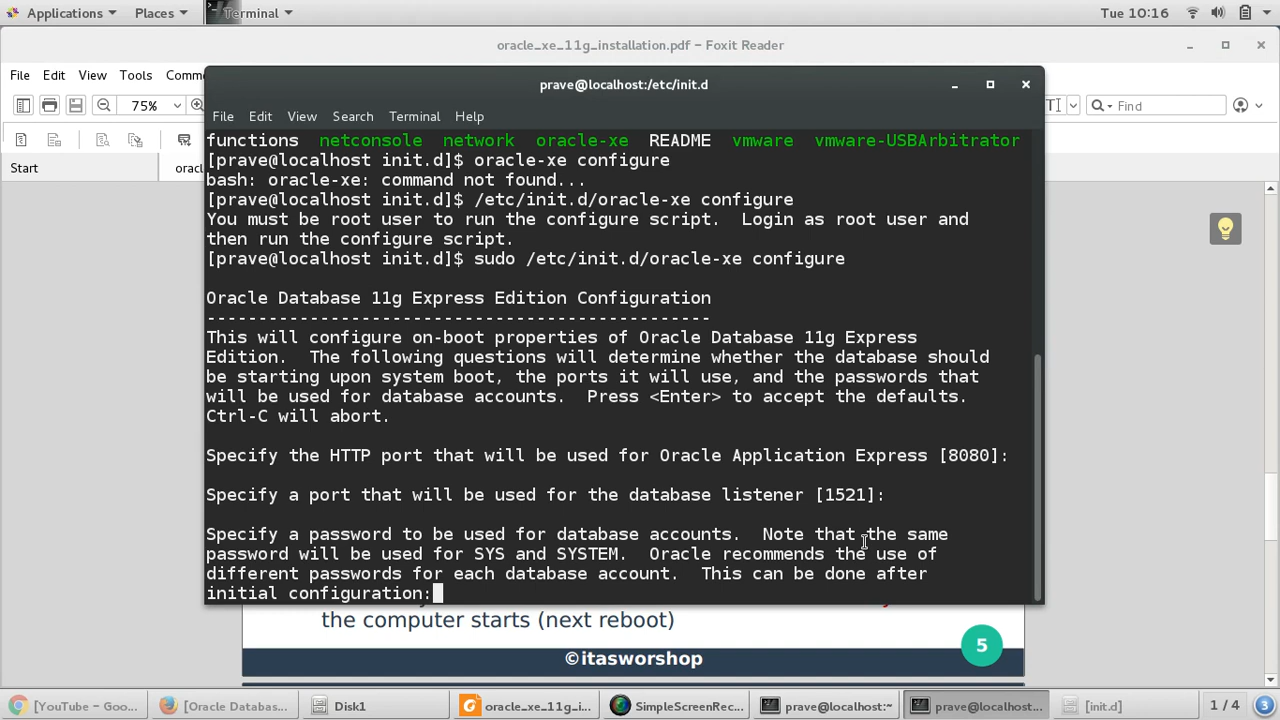 Applications Places Terminal Tue 10:16
oracle_xe_11g_installation.pdf – Foxit Reader
File Edit View Tools Comme
prave@localhost:/etc/init.d
75% Find
File Edit View Search Terminal Help
Start oracl
functions netconsole network oracle-xe README vmware vmware-USBArbitrator
[prave@localhost init.d]$ oracle-xe configure
bash: oracle-xe: command not found...
[prave@localhost init.d]$ /etc/init.d/oracle-xe configure
You must be root user to run the configure script. Login as root user and
then run the configure script.
[prave@localhost init.d]$ sudo /etc/init.d/oracle-xe configure
Oracle Database 11g Express Edition Configuration
-------------------------------------------------
This will configure on-boot properties of Oracle Database 11g Express
Edition. The following questions will determine whether the database should
be starting upon system boot, the ports it will use, and the passwords that
will be used for database accounts. Press <Enter> to accept the defaults.
Ctrl-C will abort.
Specify the HTTP port that will be used for Oracle Application Express [8080]:
Specify a port that will be used for the database listener [1521]:
Specify a password to be used for database accounts. Note that the same
password will be used for SYS and SYSTEM. Oracle recommends the use of
different passwords for each database account. This can be done after
initial configuration:
the computer starts (next reboot)
5
©itasworshop
[YouTube – Goo... [Oracle Databas... Disk1 oracle_xe_11g_i... SimpleScreenRec... prave@localhost:~ prave@localhost:... [init.d] 1 / 4 3